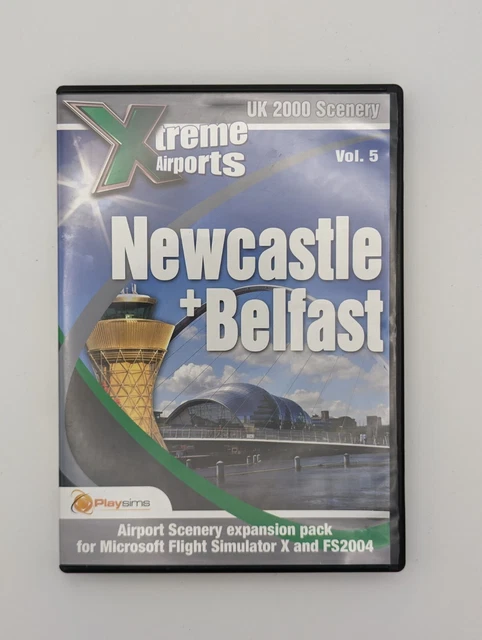 UK 2000 Scenery
Xtreme
Airports
Vol. 5
Newcastle
+Belfast
Playsims
Airport Scenery expansion pack
for Microsoft Flight Simulator X and FS2004